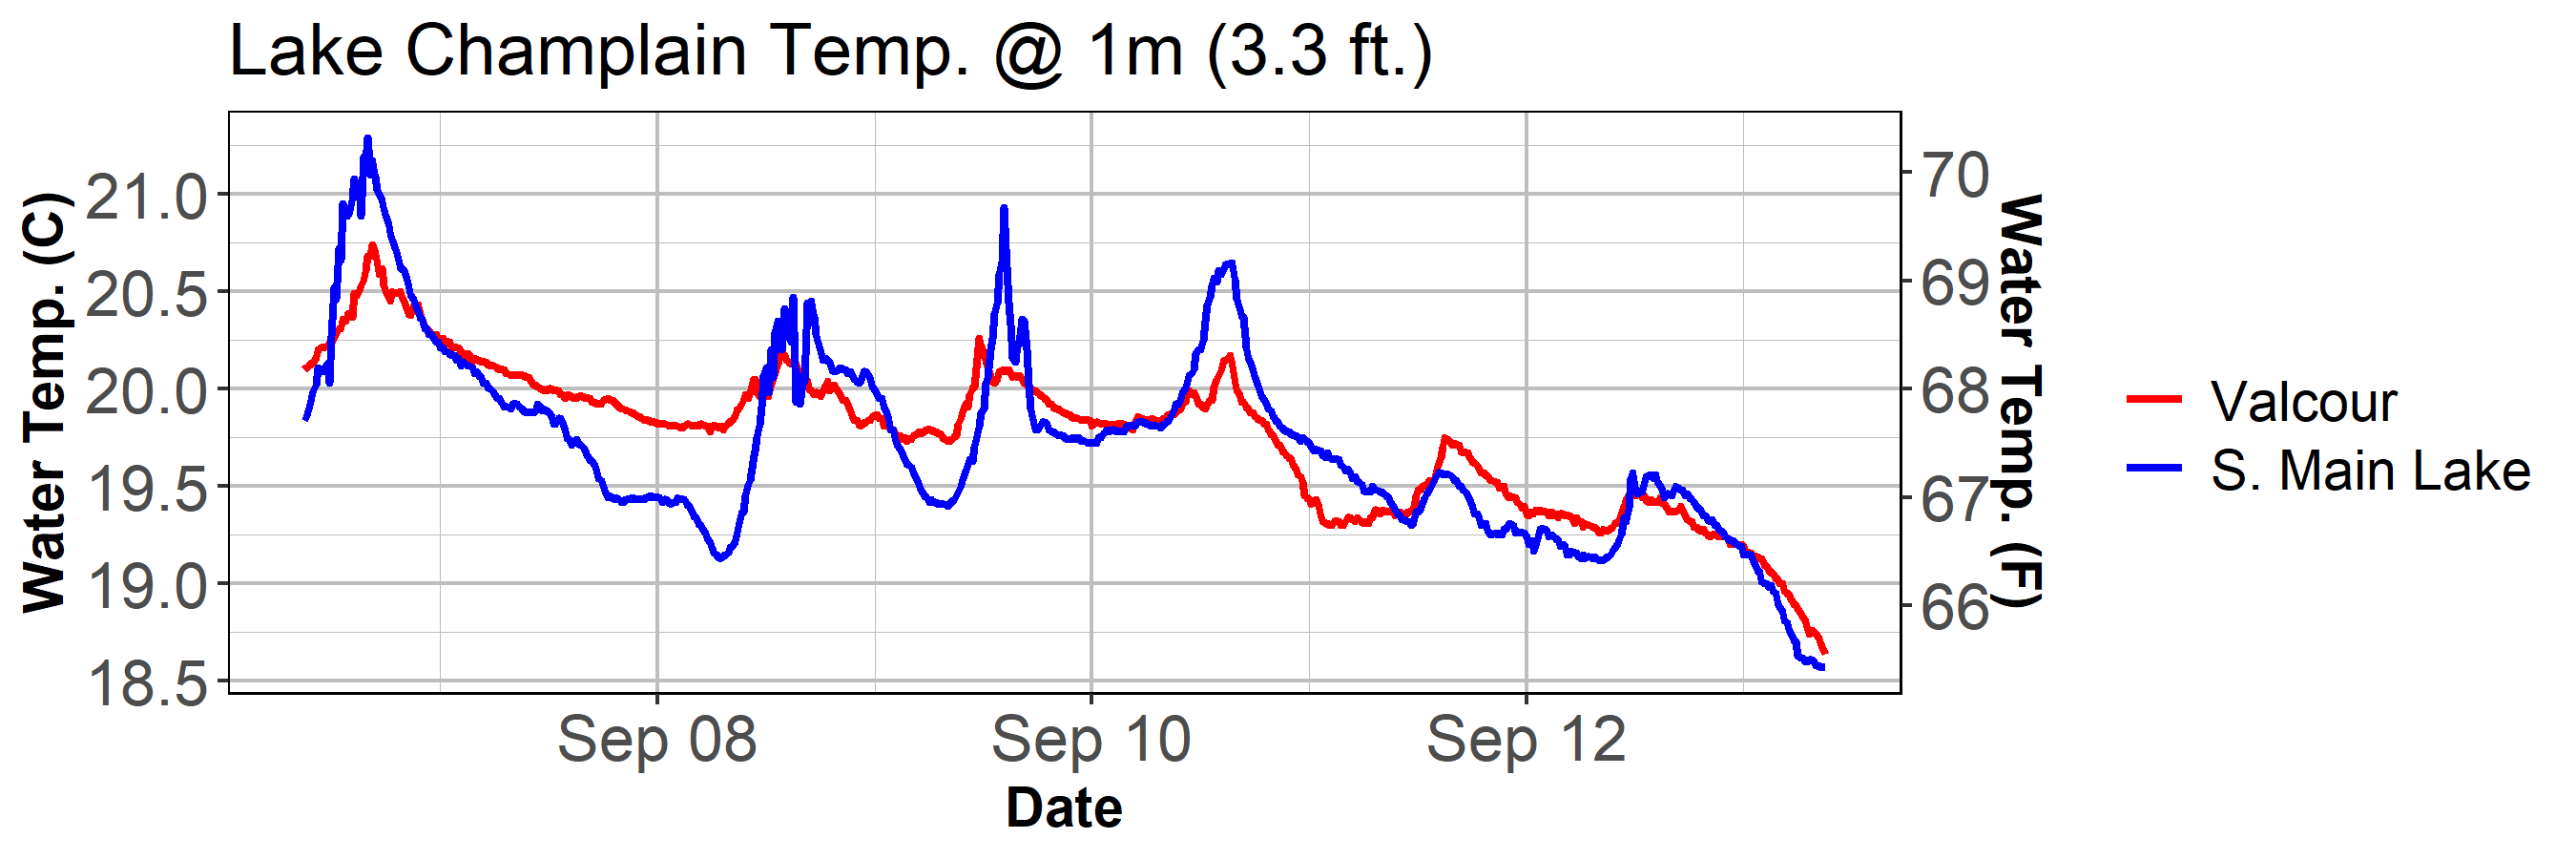 Lake Champlain Temp. @ 1m (3.3 ft.)
Water Temp. (C)
21.0
20.5
20.0
19.5
19.0
18.5
70
69
68
67
66
Water Temp. (F)
Sep 08
Sep 10
Sep 12
Date
Valcour
S. Main Lake